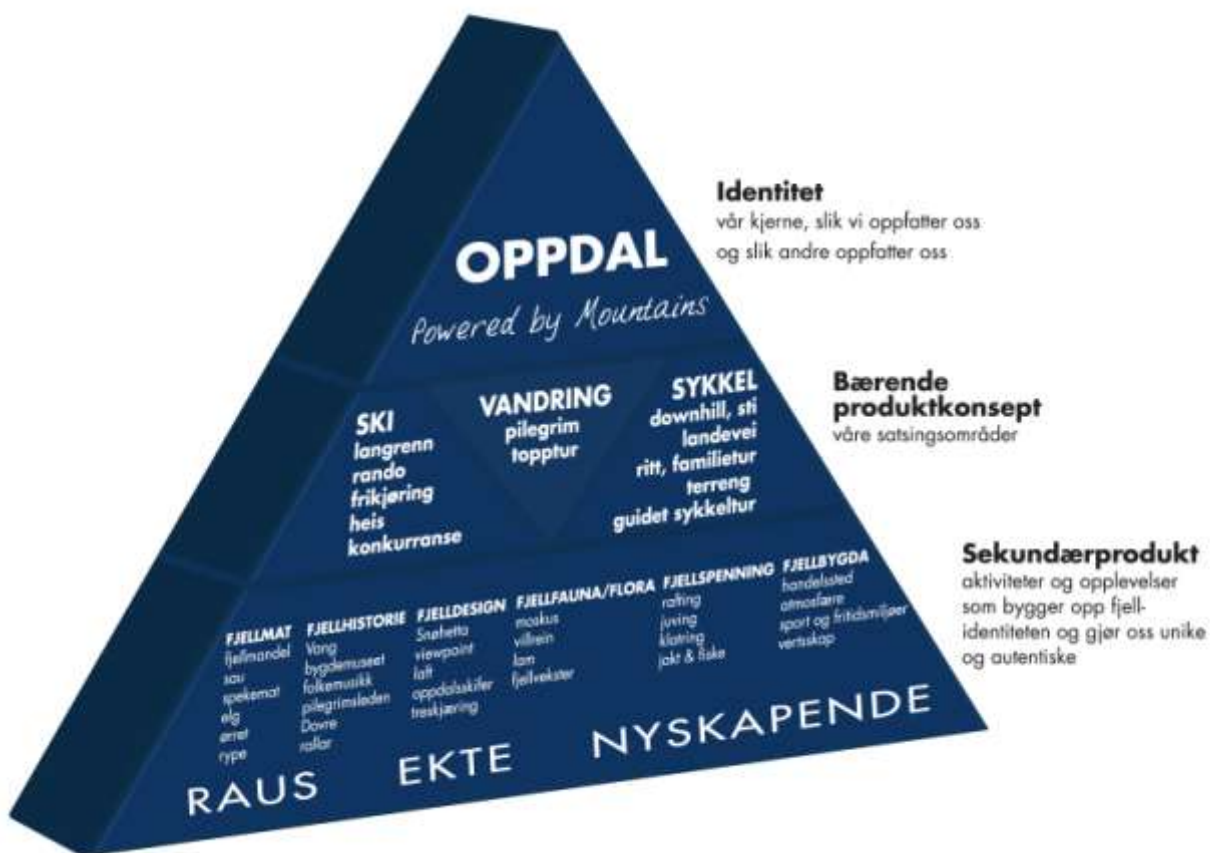 OPPDAL
Powered by Mountains
Identitet
vår kjerne, slik vi oppfatter oss
og slik andre oppfatter oss
SKI
langrenn
rando
frikjøring
heis
konkurranse
VANDRING
pilegrim
topptur
SYKKEL
downhill, sti
landevei
ritt, familietur
terreng
guidet sykkeltur
Bærende
produktkonsept
våre satsingsområder
FJELLMAT
fjellmandel
sau
spekemat
elg
ørret
rype
FJELLHISTORIE
Vang
bygdemuseet
folkemusikk
pilegrimsleden
Dovre
rallar
FJELLDESIGN
Snøhetta
viewpoint
laft
oppdalsskifer
treskjæring
FJELLFAUNA/FLORA
moskus
villrein
lam
fjellvekster
FJELLSPENNING
rafting
juving
klatring
jakt & fiske
FJELLBYGDA
handelssted
atmosfære
sport og fritidsmiljøer
vertsskap
Sekundærprodukt
aktiviteter og opplevelser
som bygger opp fjell-
identiteten og gjør oss unike
og autentiske
RAUS EKTE NYSKAPENDE